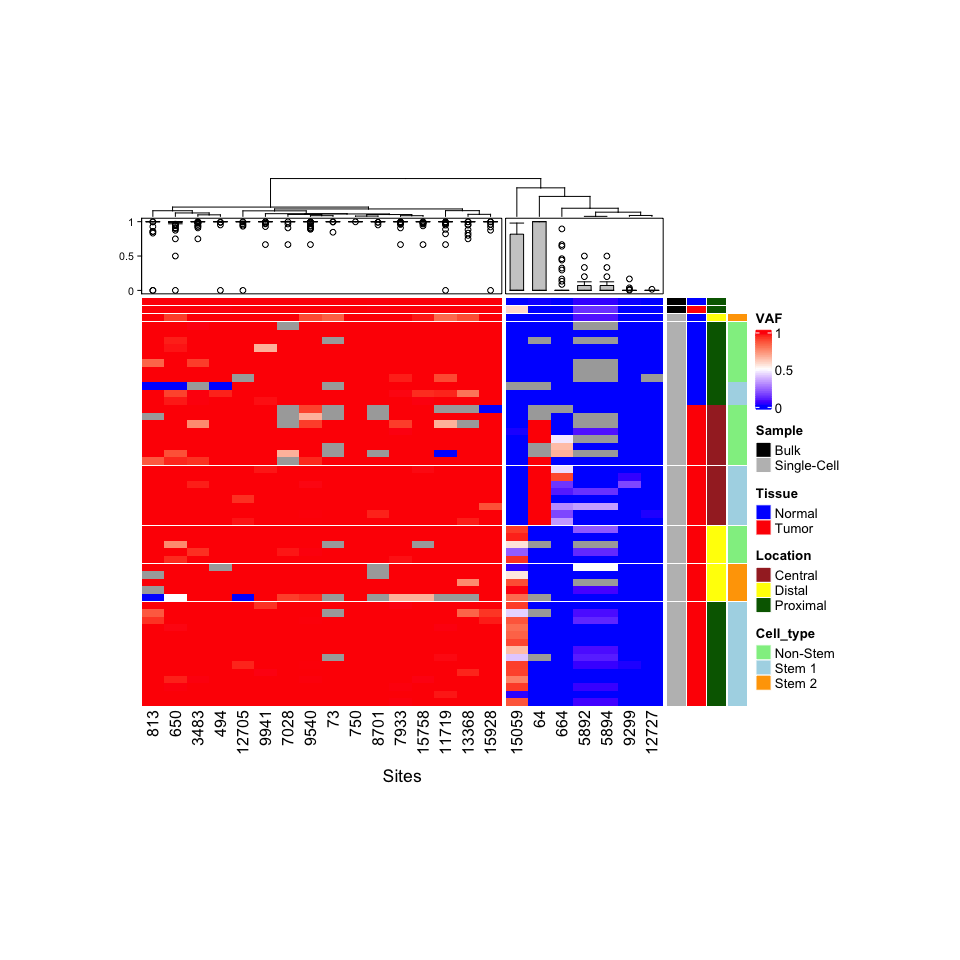 1
0.5
0
813 650 3483 494 12705 9941 7028 9540 73 750 8701 7933 15758 11719 13368 15928 15059 64 664 5892 5894 9299 12727
Sites
VAF
1
0.5
0
Sample
Bulk
Single-Cell
Tissue
Normal
Tumor
Location
Central
Distal
Proximal
Cell_type
Non-Stem
Stem 1
Stem 2